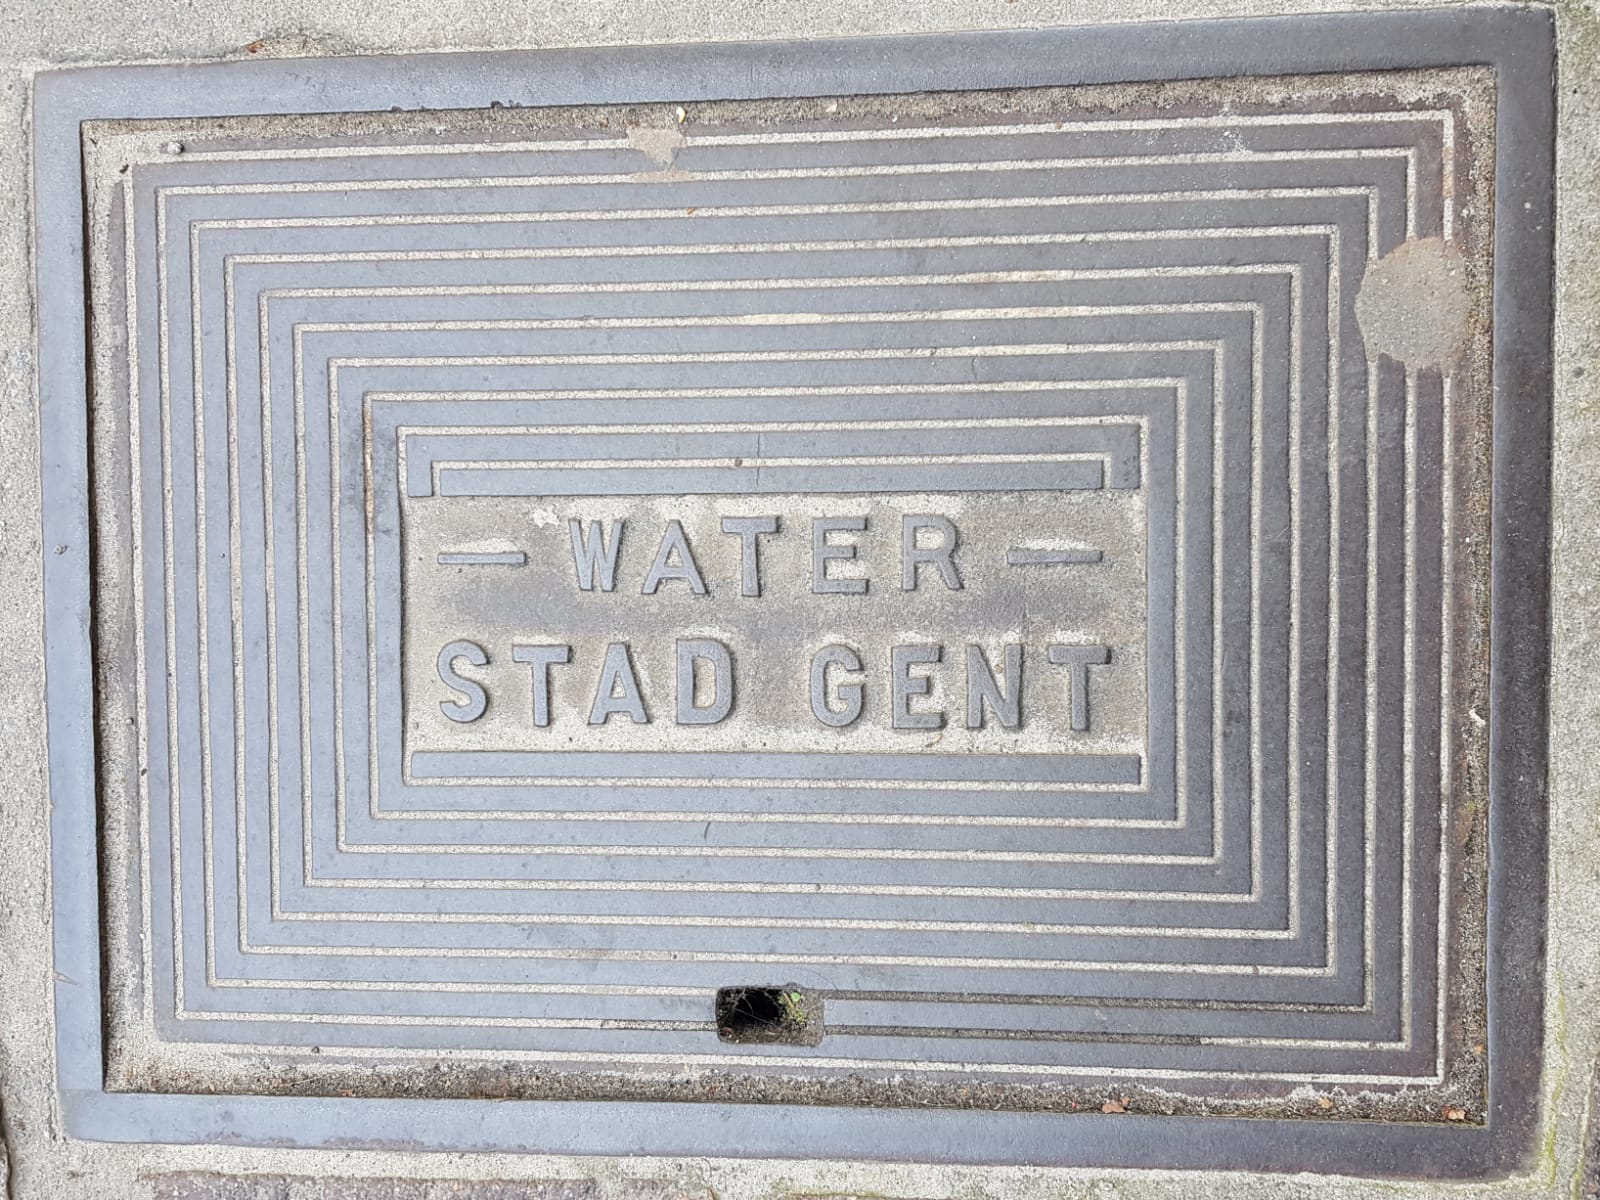 — WATER —
STAD GENT